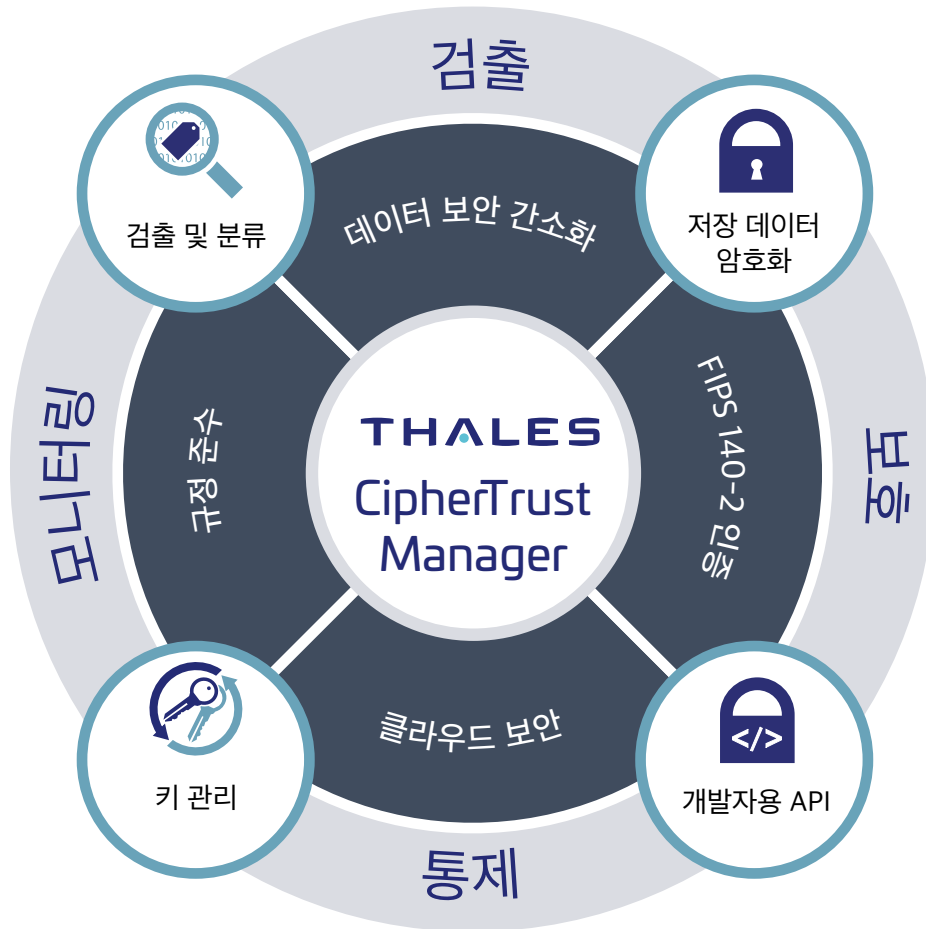 검출
검출 및 분류
저장 데이터
암호화
데이터 보안 간소화
모니터링
규정 준수
THALES
CipherTrust
Manager
FIPS 140-2 인증
보호
클라우드 보안
키 관리
</>
개발자용 API
통제